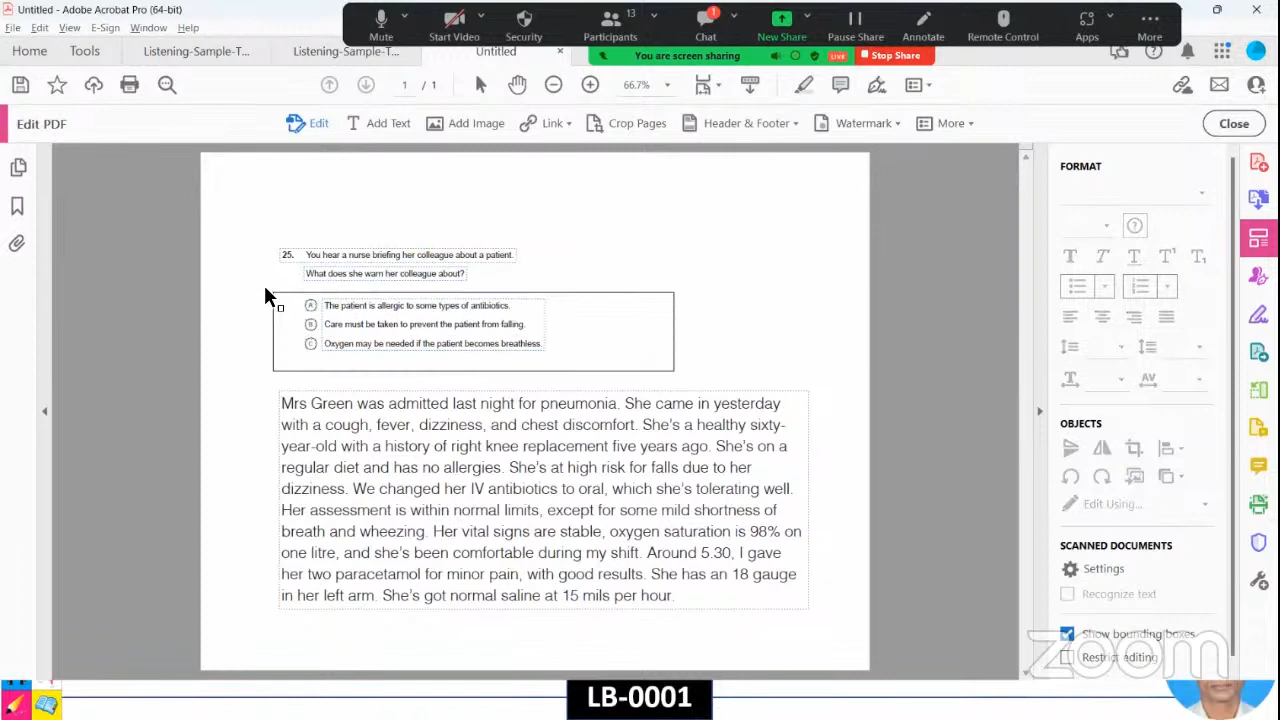 Untitled - Adobe Acrobat Pro (64-bit)
File Edit View E-Sign Window Help
Mute Start Video Security 13 Participants 1 Chat New Share Pause Share Annotate Remote Control Apps More
Home Tools Listening-Sample-T... Listening-Sample-T... Untitled ×
You are screen sharing LIVE Stop Share
1 / 1 66.7%
Edit PDF Edit Add Text Add Image Link Crop Pages Header & Footer Watermark More Close
FORMAT
25. You hear a nurse briefing her colleague about a patient.
What does she warn her colleague about?
A The patient is allergic to some types of antibiotics.
B Care must be taken to prevent the patient from falling.
C Oxygen may be needed if the patient becomes breathless.
Mrs Green was admitted last night for pneumonia. She came in yesterday
with a cough, fever, dizziness, and chest discomfort. She's a healthy sixty-
year-old with a history of right knee replacement five years ago. She's on a
regular diet and has no allergies. She's at high risk for falls due to her
dizziness. We changed her IV antibiotics to oral, which she's tolerating well.
Her assessment is within normal lmits, except for some mild shortness of
breath and wheezing. Her vital signs are stable, oxygen saturation is 98% on
one litre, and she's been comfortable during my shift. Around 5.30, I gave
her two paracetamol for minor pain, with good results. She has an 18 gauge
in her left arm. She's got normal saline at 15 mils per hour.
OBJECTS
Edit Using...
SCANNED DOCUMENTS
Settings
Recognize text
Show bounding boxes
Restrict editing
zoom
LB-0001